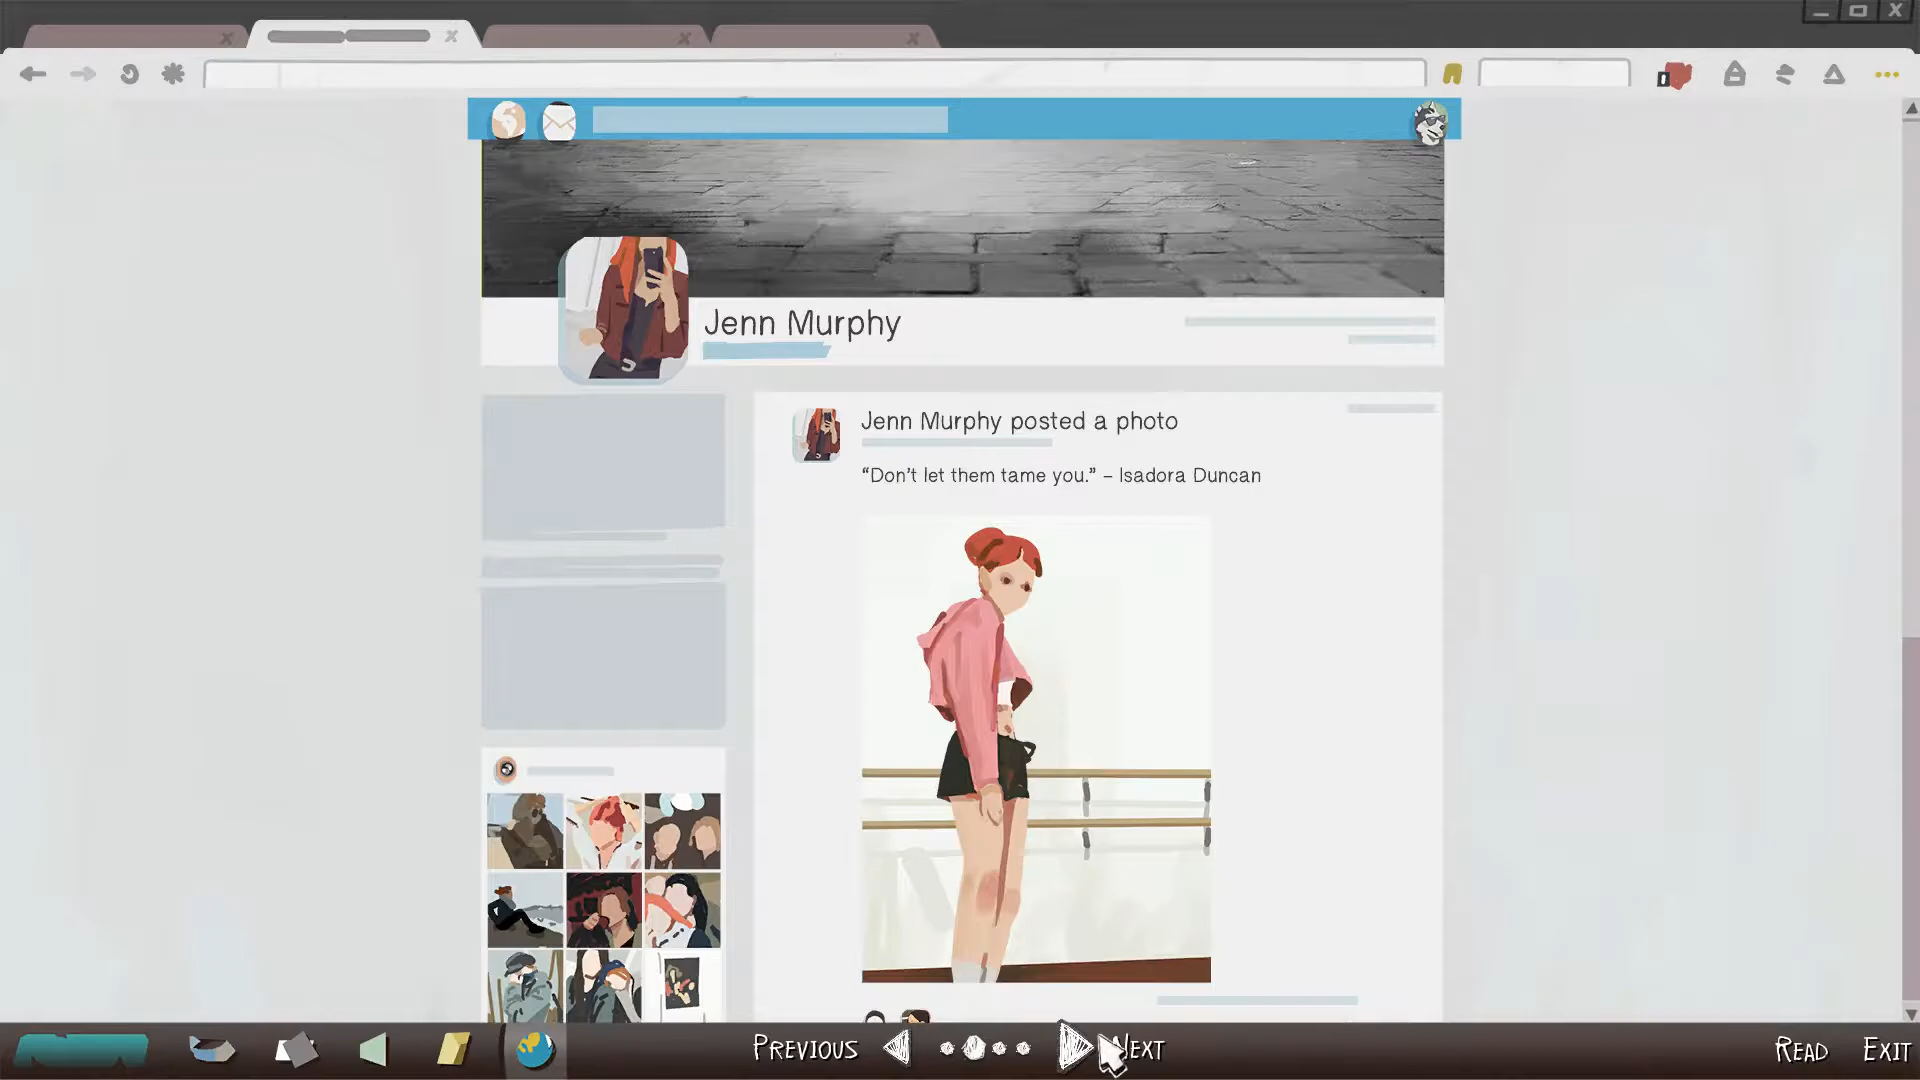 Jenn Murphy
Jenn Murphy posted a photo
“Don’t let them tame you.” – Isadora Duncan
PREVIOUS
NEXT
READ
EXIT